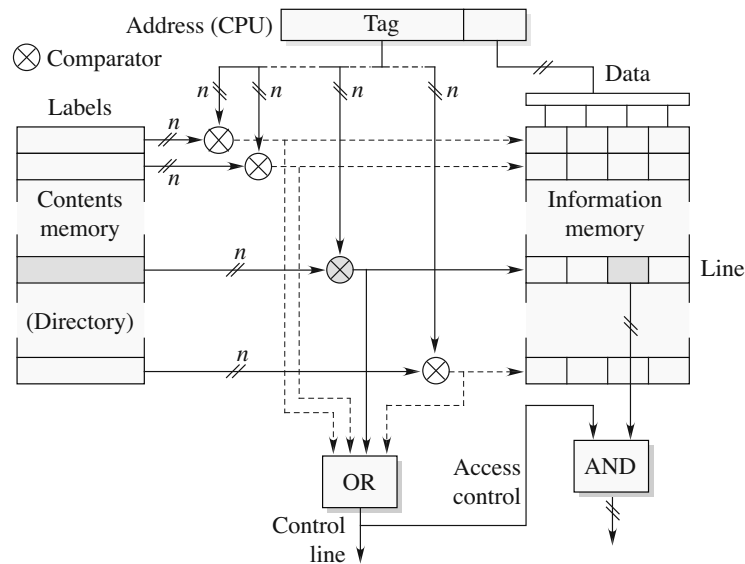 Address (CPU)
Tag
Comparator
Data
n
n
n
n
Labels
n
n
Contents
memory
Information
memory
n
Line
(Directory)
n
OR
Access
control
AND
Control
line